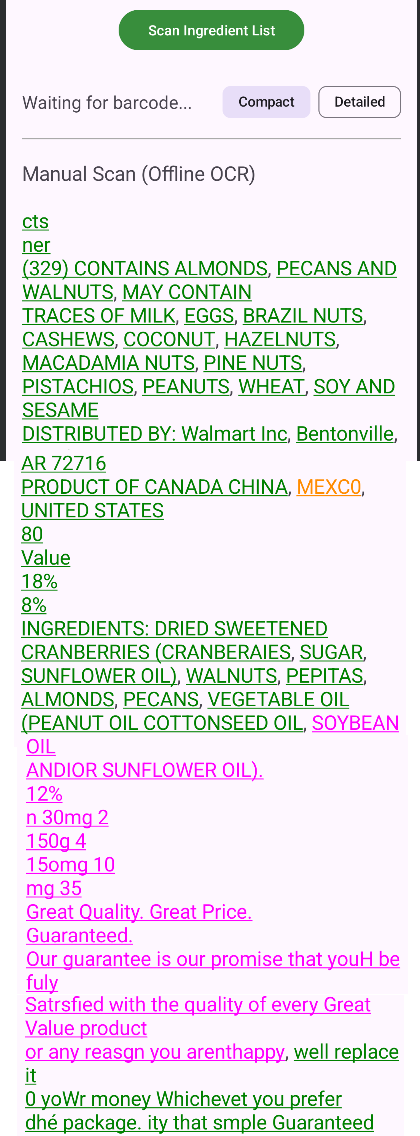 Scan Ingredient List
Waiting for barcode...
Compact
Detailed
Manual Scan (Offline OCR)
cts
ner
(329) CONTAINS ALMONDS, PECANS AND
WALNUTS, MAY CONTAIN
TRACES OF MILK, EGGS, BRAZIL NUTS,
CASHEWS, COCONUT, HAZELNUTS,
MACADAMIA NUTS, PINE NUTS,
PISTACHIOS, PEANUTS, WHEAT, SOY AND
SESAME
DISTRIBUTED BY: Walmart Inc, Bentonville,
AR 72716
PRODUCT OF CANADA CHINA, MEXC0,
UNITED STATES
80
Value
18%
8%
INGREDIENTS: DRIED SWEETENED
CRANBERRIES (CRANBERAIES, SUGAR,
SUNFLOWER OIL), WALNUTS, PEPITAS,
ALMONDS, PECANS, VEGETABLE OIL
(PEANUT OIL COTTONSEED OIL, SOYBEAN
OIL
ANDIOR SUNFLOWER OIL).
12%
n 30mg 2
150g 4
15omg 10
mg 35
Great Quality. Great Price.
Guaranteed.
Our guarantee is our promise that youH be
fuly
Satrsfied with the quality of every Great
Value product
or any reasgn you arenthappy, well replace
it
0 yoWr money Whichevet you prefer
dhé package. ity that smple Guaranteed